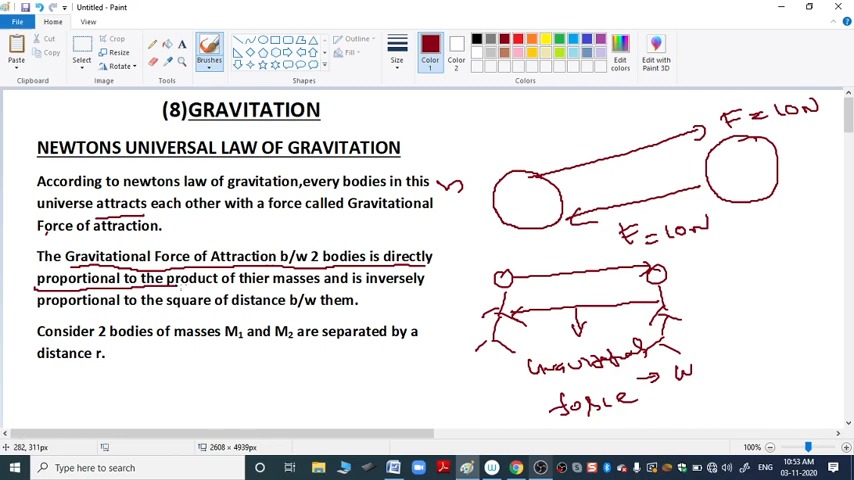 Untitled - Paint
File
Home
View
Paste
Cut
Copy
Clipboard
Select
Crop
Resize
Rotate
Image
Tools
Brushes
Shapes
Outline
Fill
Size
Color 1
Color 2
Colors
Edit colors
Edit with Paint 3D
(8)GRAVITATION
NEWTONS UNIVERSAL LAW OF GRAVITATION
According to newtons law of gravitation,every bodies in this
universe attracts each other with a force called Gravitational
Force of attraction.
The Gravitational Force of Attraction b/w 2 bodies is directly
proportional to the product of thier masses and is inversely
proportional to the square of distance b/w them.
Consider 2 bodies of masses M₁ and M₂ are separated by a
distance r.
F = 10N
F = 10N
force → W
282, 311px
2608 × 4939px
100%
Type here to search
ENG
10:53 AM
03-11-2020